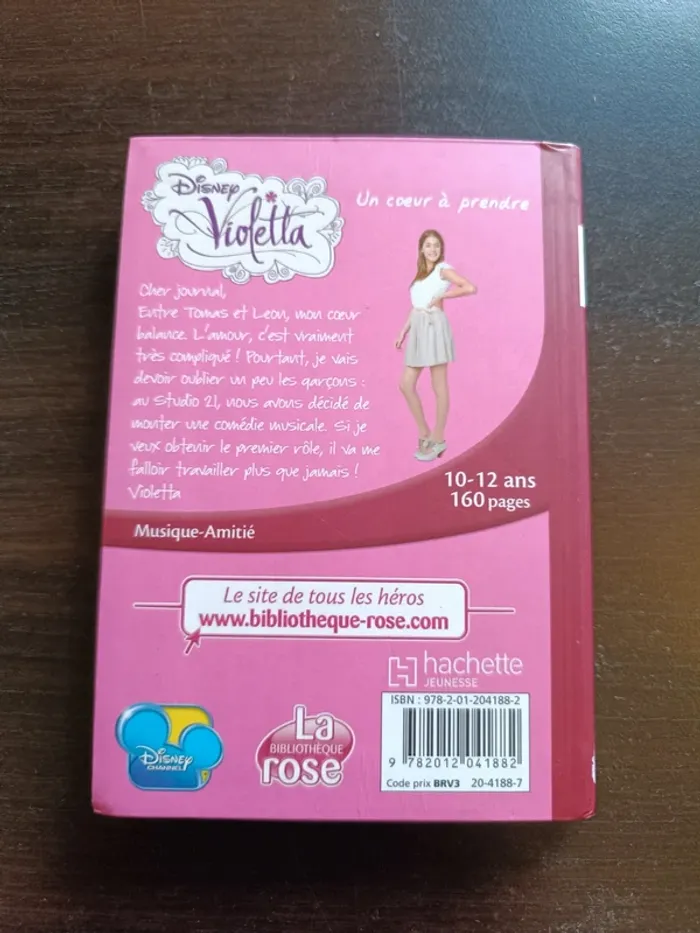 Disney
Violetta
Un coeur à prendre
Cher journal,
Entre Tomas et Leon, mon cœur
balance. L'amour, c'est vraiment
très compliqué ! Pourtant, je vais
devoir oublier un peu les garçons :
au Studio 21, nous avons décidé de
monter une comédie musicale. Si je
veux obtenir le premier rôle, il va me
falloir travailler plus que jamais !
Violetta
10-12 ans
160 pages
Musique-Amitié
Le site de tous les héros
www.bibliotheque-rose.com
hachette
JEUNESSE
ISBN : 978-2-01-204188-2
9 782012 041882
Code prix BRV3 20-4188-7
Disney
CHANNEL
La
BIBLIOTHÈQUE
rose